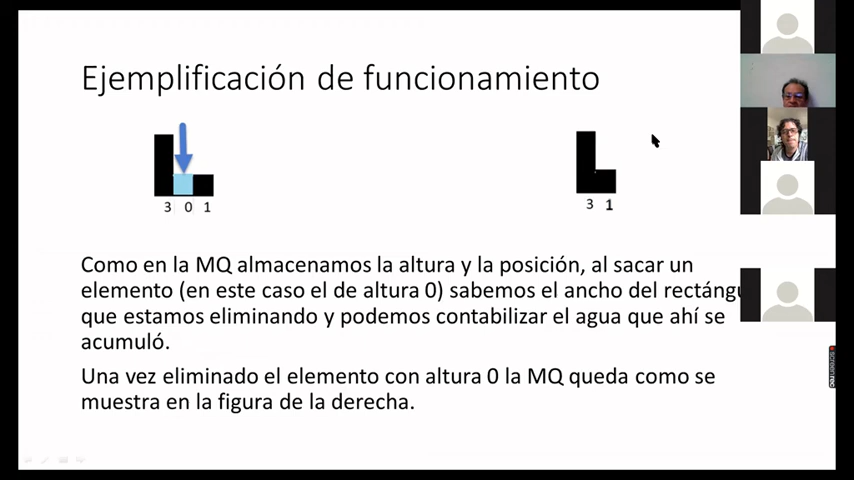 Ejemplificación de funcionamiento
3 0 1
3 1
Como en la MQ almacenamos la altura y la posición, al sacar un
elemento (en este caso el de altura 0) sabemos el ancho del rectángu
que estamos eliminando y podemos contabilizar el agua que ahí se
acumuló.
Una vez eliminado el elemento con altura 0 la MQ queda como se
muestra en la figura de la derecha.